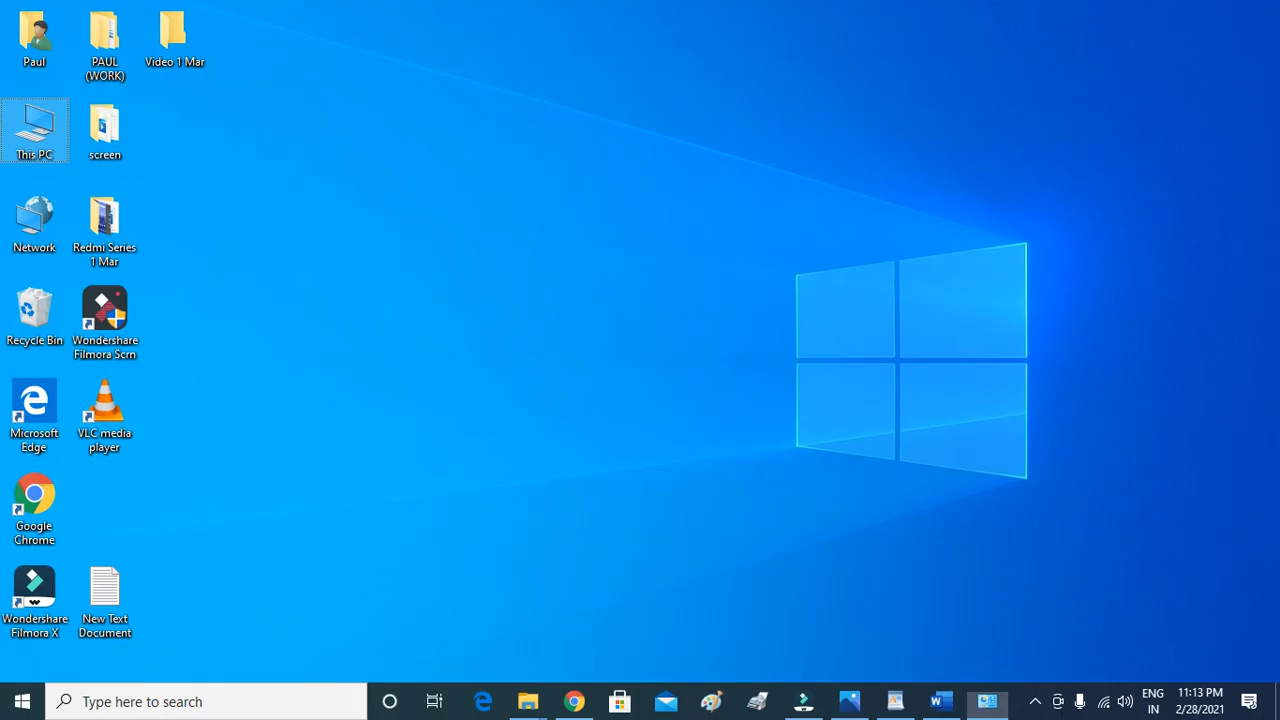 Paul
PAUL
(WORK)
Video 1 Mar
This PC
screen
Network
Redmi Series
1 Mar
Recycle Bin
Wondershare
Filmora Scrn
Microsoft
Edge
VLC media
player
Google
Chrome
Wondershare
Filmora X
New Text
Document
Type here to search
ENG
IN
11:13 PM
2/28/2021